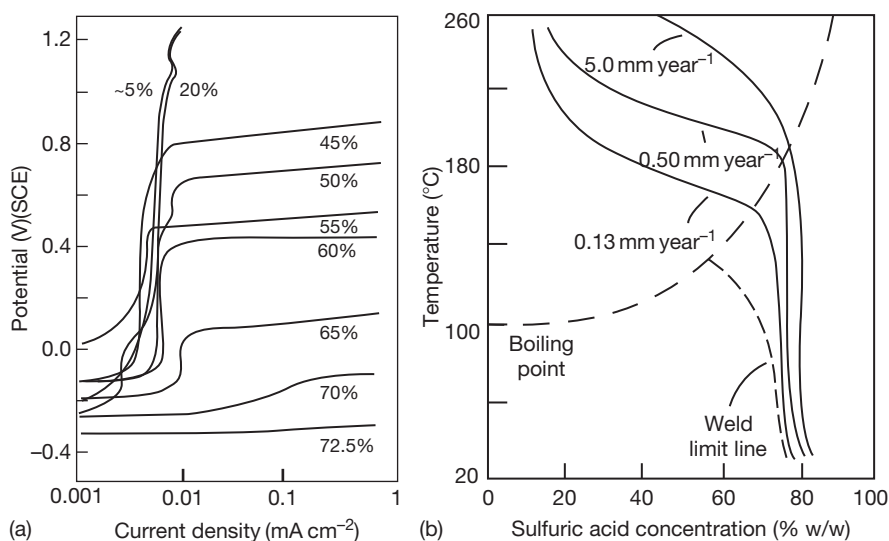 1.2
0.8
0.4
0.0
−0.4
Potential (V)(SCE)
~5%
20%
45%
50%
55%
60%
65%
70%
72.5%
0.001
0.01
0.1
1
(a)
Current density (mA cm⁻²)
260
180
100
20
Temperature (°C)
5.0 mm year⁻¹
0.50 mm year⁻¹
0.13 mm year⁻¹
Boiling
point
Weld
limit line
0
20
40
60
80
100
(b)
Sulfuric acid concentration (% w/w)